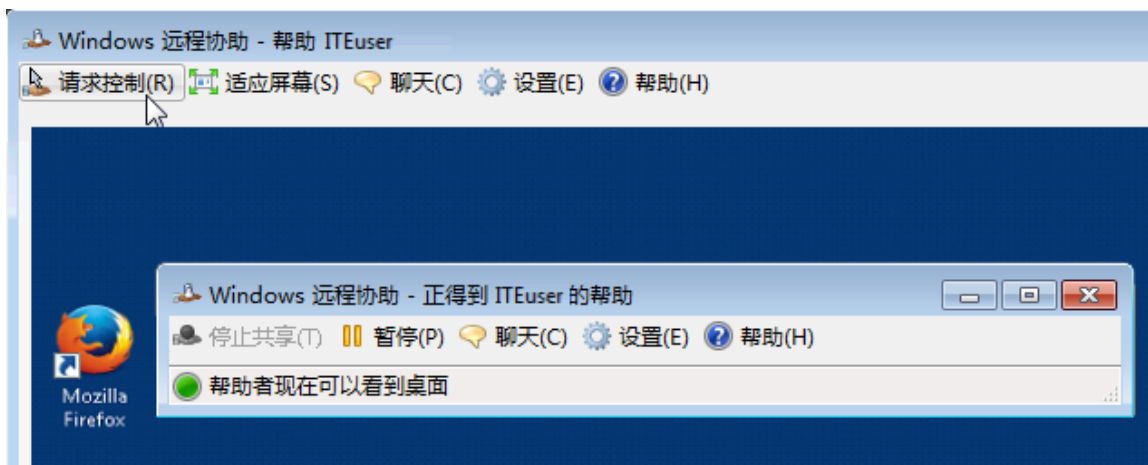 Windows 远程协助 - 帮助 ITEuser
请求控制(R) 适应屏幕(S) 聊天(C) 设置(E) 帮助(H)
Windows 远程协助 - 正得到 ITEuser 的帮助
停止共享(T) 暂停(P) 聊天(C) 设置(E) 帮助(H)
帮助者现在可以看到桌面
Mozilla
Firefox